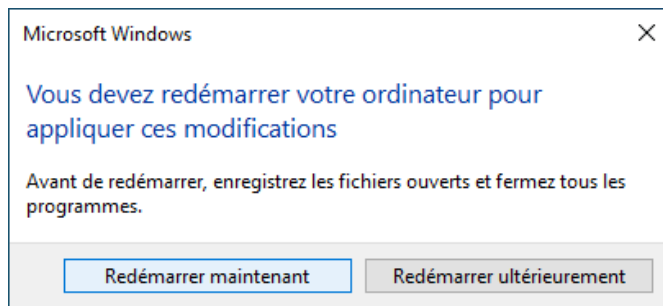 Microsoft Windows
Vous devez redémarrer votre ordinateur pour
appliquer ces modifications
Avant de redémarrer, enregistrez les fichiers ouverts et fermez tous les
programmes.
Redémarrer maintenant
Redémarrer ultérieurement